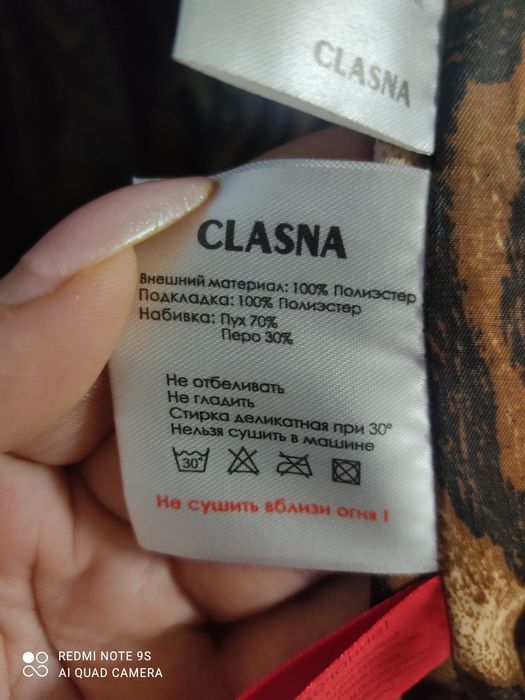 CLASNA
CLASNA
Внешний материал: 100% Полиэстер
Подкладка: 100% Полиэстер
Набивка: Пух 70%
Перо 30%
Не отбеливать
Не гладить
Стирка деликатная при 30°
Нельзя сушить в машине
30°
Не сушить вблизи огня !
REDMI NOTE 9S
AI QUAD CAMERA